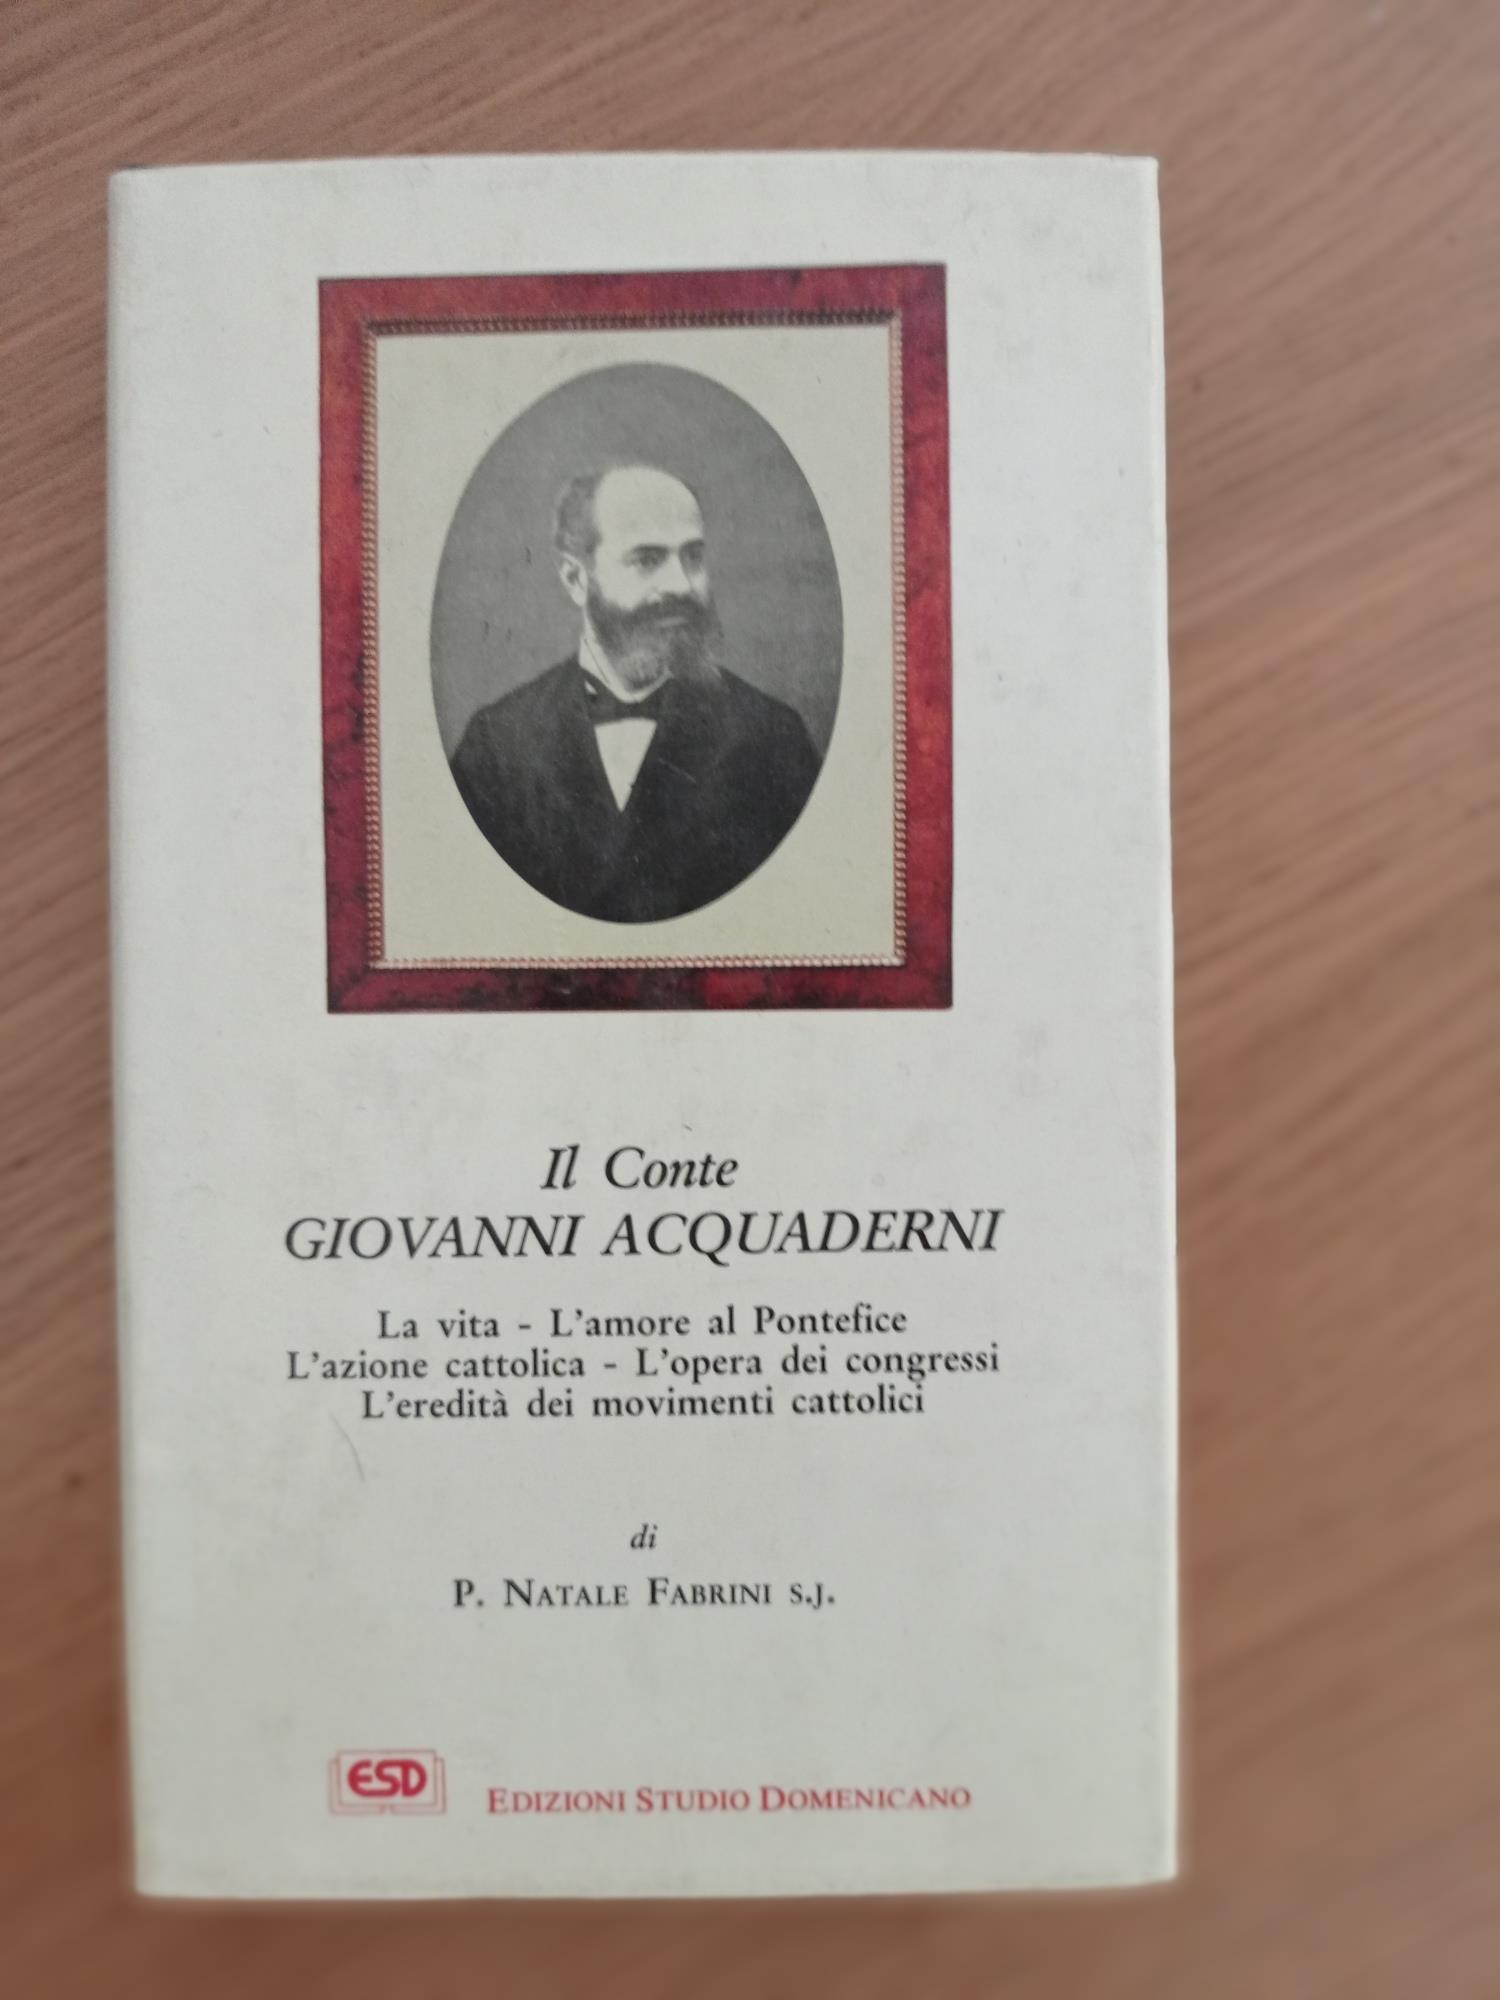 Il Conte
GIOVANNI ACQUADERNI
La vita - L'amore al Pontefice
L'azione cattolica - L'opera dei congressi
L'eredità dei movimenti cattolici
di
P. NATALE FABRINI S.J.
ESD
EDIZIONI STUDIO DOMENICANO